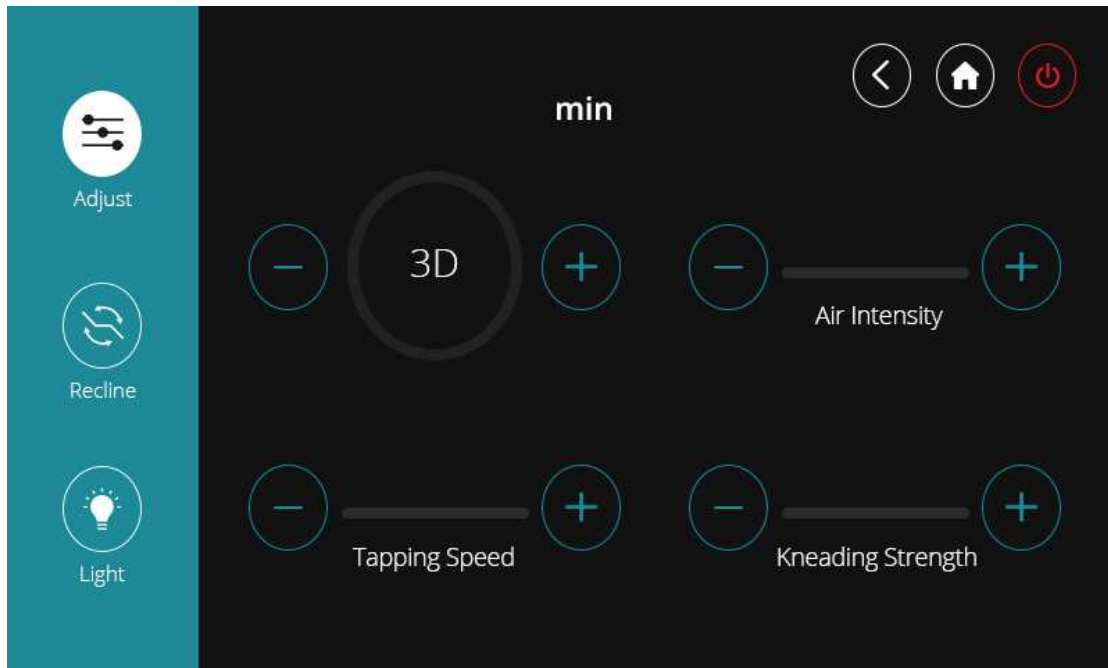 min
Adjust
3D
Air Intensity
Recline
Tapping Speed
Kneading Strength
Light